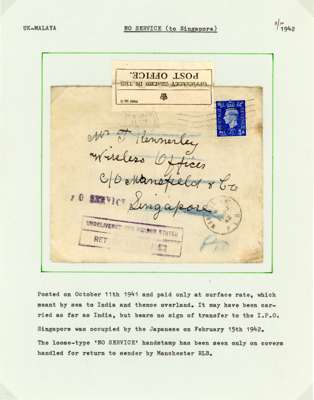 UK-MALAYA
NO SERVICE (to Singapore)
1942
POST OFFICE.
Mr F Kennerley
Wireless Offices
C/O Mansfield & Co
Singapore
NO SERVICE
UNDELIVERED FOR REASON STATED
RET
Posted on October 11th 1941 and paid only at surface rate, which
meant by sea to India and thence overland. It may have been car-
ried as far as India, but bears no sign of transfer to the I.P.O.
Singapore was occupied by the Japanese on February 15th 1942.
The loose-type 'NO SERVICE' handstamp has been seen only on covers
handled for return to sender by Manchester RLB.